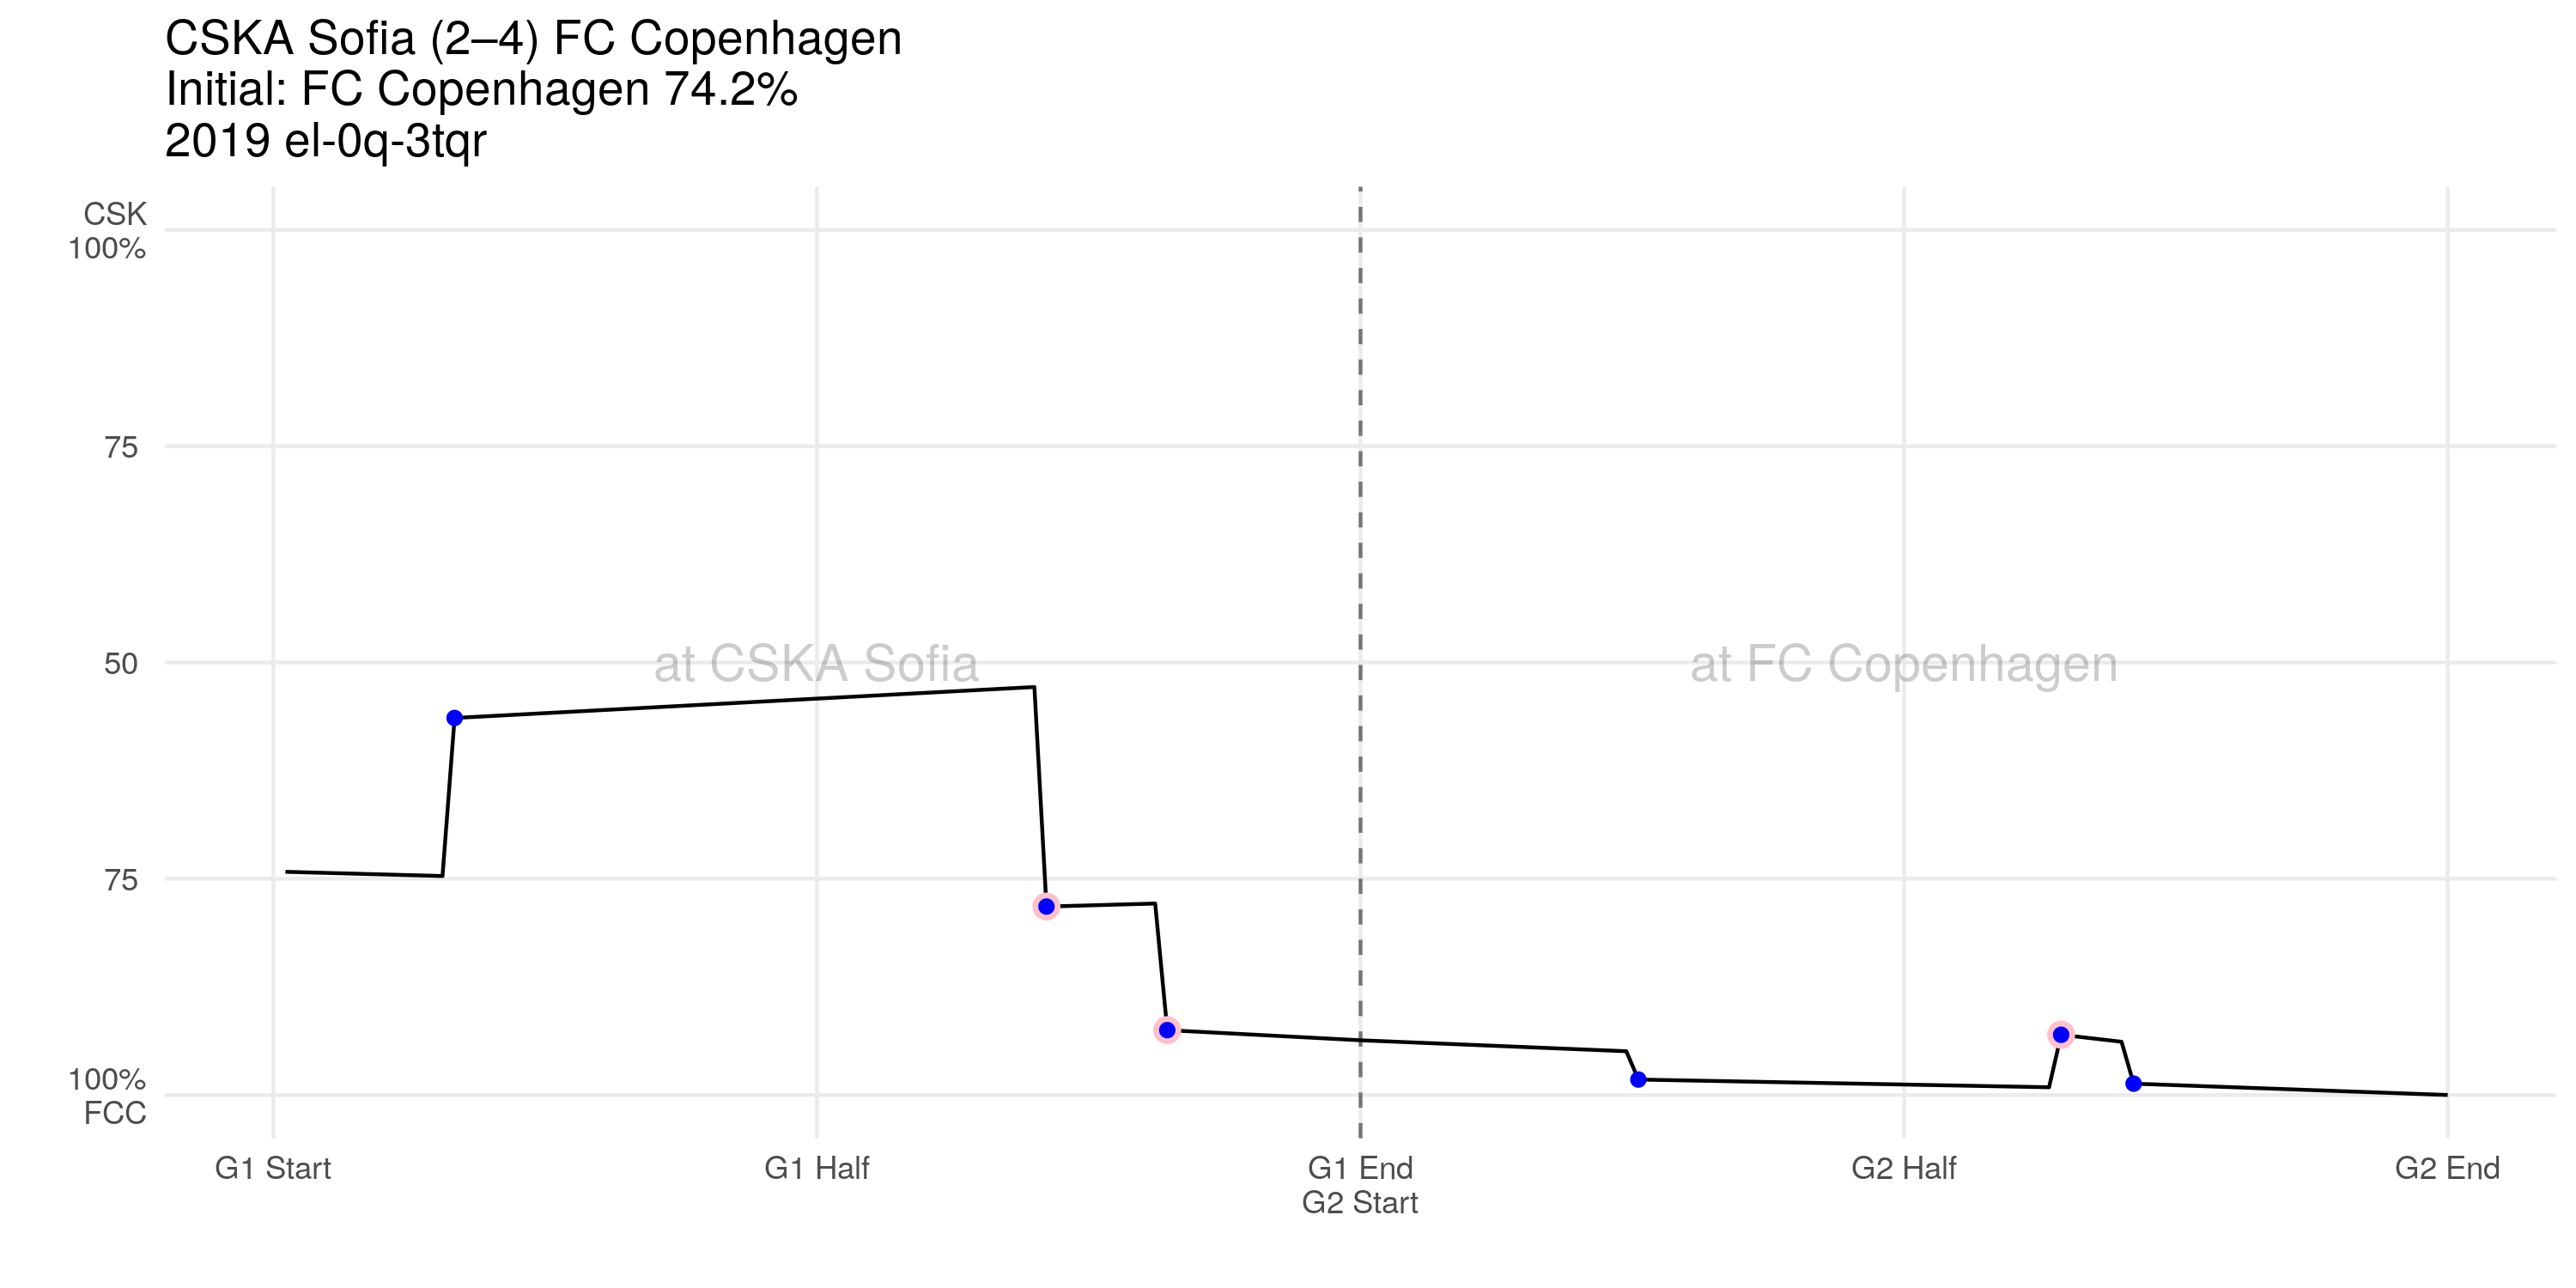 CSKA Sofia (2–4) FC Copenhagen
Initial: FC Copenhagen 74.2%
2019 el-0q-3tqr
CSK
100%
75
50
75
100%
FCC
at CSKA Sofia
at FC Copenhagen
G1 Start
G1 Half
G1 End
G2 Start
G2 Half
G2 End